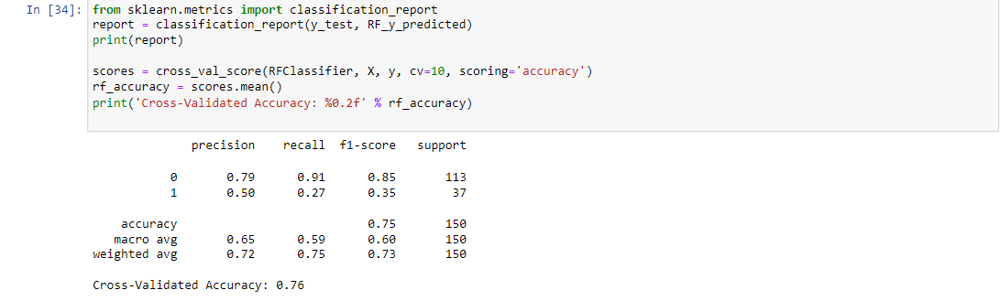 In [34]: from sklearn.metrics import classification_report
report = classification_report(y_test, RF_y_predicted)
print(report)
scores = cross_val_score(RFClassifier, X, y, cv=10, scoring='accuracy')
rf_accuracy = scores.mean()
print('Cross-Validated Accuracy: %0.2f' % rf_accuracy)
precision recall f1-score support
0 0.79 0.91 0.85 113
1 0.50 0.27 0.35 37
accuracy 0.75 150
macro avg 0.65 0.59 0.60 150
weighted avg 0.72 0.75 0.73 150
Cross-Validated Accuracy: 0.76